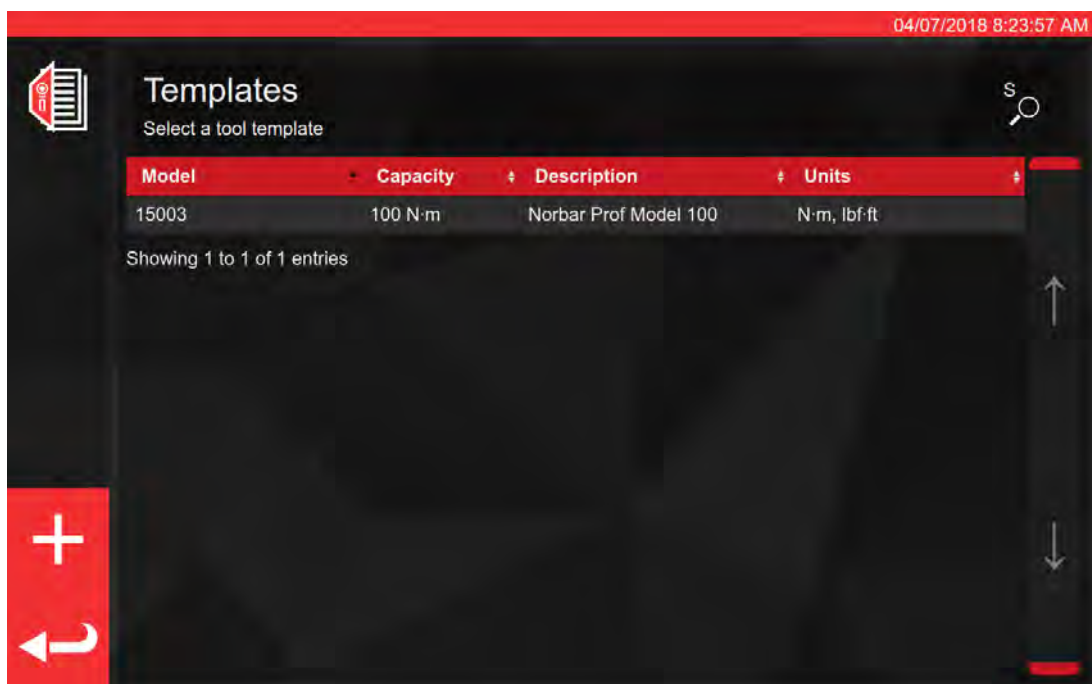 04/07/2018 8:23:57 AM
Templates
Select a tool template
S
Model Capacity Description Units
15003 100 N·m Norbar Prof Model 100 N·m, lbf·ft
Showing 1 to 1 of 1 entries